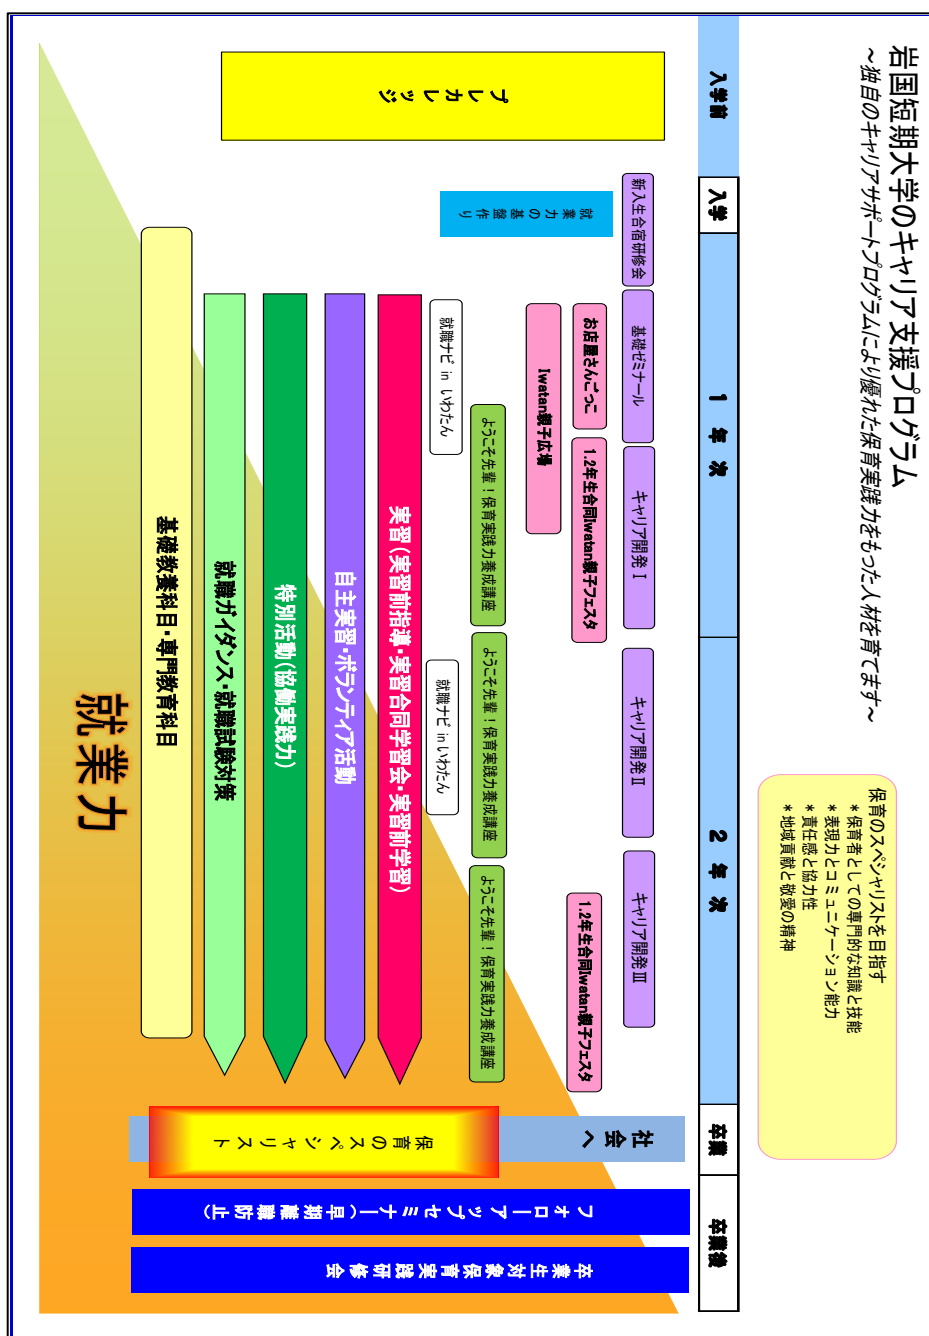 岩国短期大学のキャリア支援プログラム
～独自のキャリアサポートプログラムにより優れた保育実践力をもった人材を育てます～
保育のスペシャリストを目指す
＊保育者としての専門的な知識と技能
＊表現力とコミュニケーション能力
＊責任感と協力性
＊地域貢献と敬愛の精神
入学前
入学
1 年 次
2 年 次
卒業
卒業後
プレカレッジ
新入生合宿研修会
基礎ゼミナール
キャリア開発Ⅰ
キャリア開発Ⅱ
キャリア開発Ⅲ
就業力の基盤作り
お店屋さんごっこ
1.2年生合同Iwatan親子フェスタ
1.2年生合同Iwatan親子フェスタ
Iwatan親子広場
ようこそ先輩！保育実践力養成講座
ようこそ先輩！保育実践力養成講座
ようこそ先輩！保育実践力養成講座
就職ナビ in いわたん
就職ナビ in いわたん
実習(実習前指導・実習合同学習会・実習前学習)
自主実習・ボランティア活動
特別活動(協働実践力)
就職ガイダンス・就職試験対策
基礎教養科目・専門教育科目
就業力
社会へ
保育のスペシャリスト
フォローアップセミナー(早期離職防止)
卒業生対象保育実践研修会